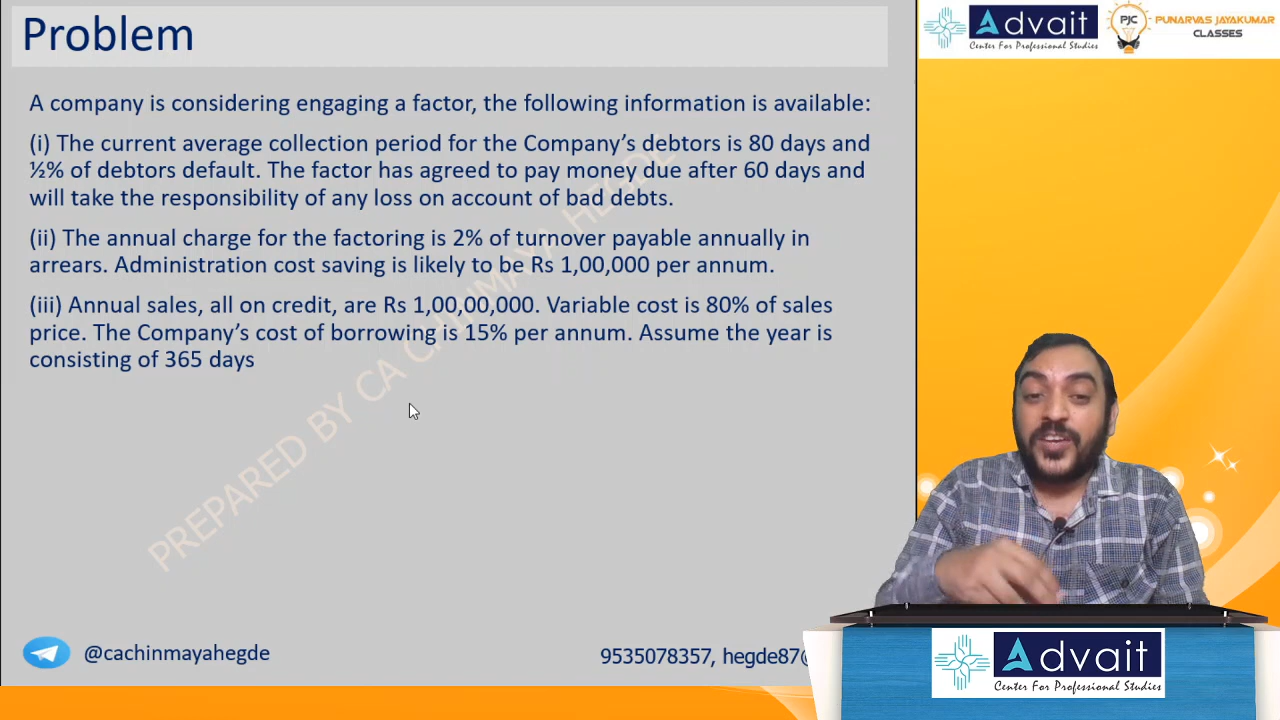 Problem
A company is considering engaging a factor, the following information is available:
(i) The current average collection period for the Company's debtors is 80 days and
½% of debtors default. The factor has agreed to pay money due after 60 days and
will take the responsibility of any loss on account of bad debts.
(ii) The annual charge for the factoring is 2% of turnover payable annually in
arrears. Administration cost saving is likely to be Rs 1,00,000 per annum.
(iii) Annual sales, all on credit, are Rs 1,00,00,000. Variable cost is 80% of sales
price. The Company's cost of borrowing is 15% per annum. Assume the year is
consisting of 365 days
PREPARED BY CA CHINMAYA HEGDE
@cachinmayahegde
9535078357, hegde87@
Advait
Center For Professional Studies
PJC
PUNARVAS JAYAKUMAR
CLASSES
Advait
Center For Professional Studies